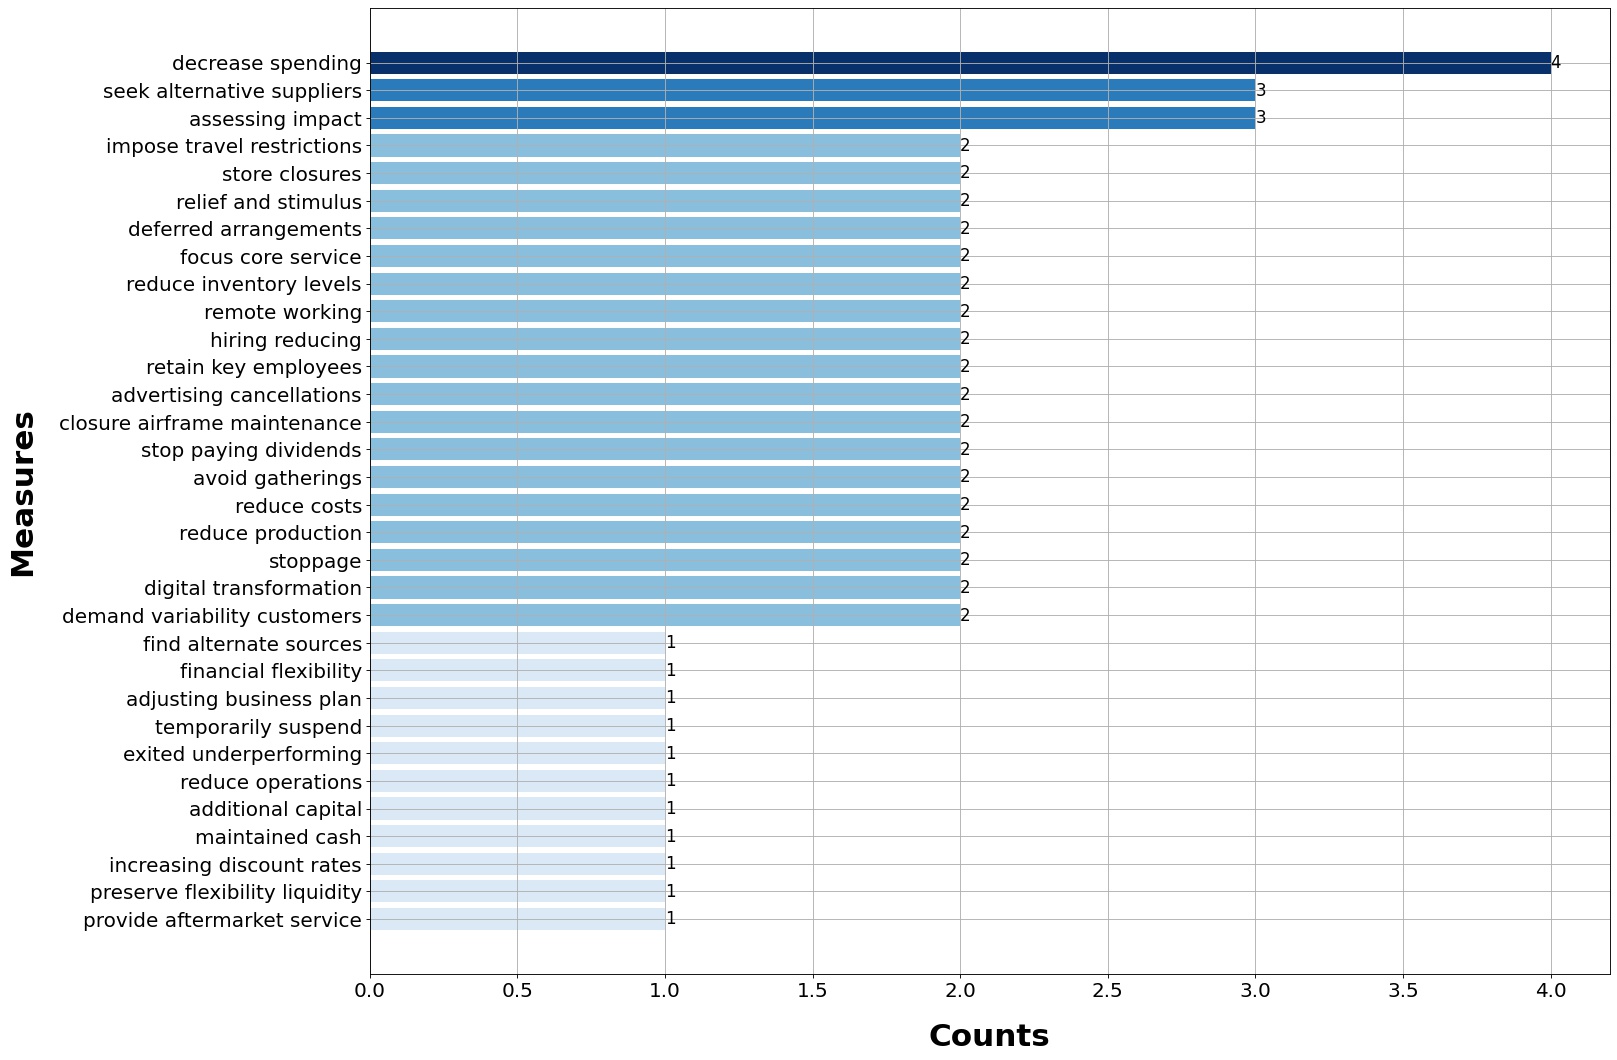 decrease spending 4
seek alternative suppliers 3
assessing impact 3
impose travel restrictions 2
store closures 2
relief and stimulus 2
deferred arrangements 2
focus core service 2
reduce inventory levels 2
remote working 2
hiring reducing 2
retain key employees 2
advertising cancellations 2
closure airframe maintenance 2
stop paying dividends 2
avoid gatherings 2
reduce costs 2
reduce production 2
stoppage 2
digital transformation 2
demand variability customers 2
find alternate sources 1
financial flexibility 1
adjusting business plan 1
temporarily suspend 1
exited underperforming 1
reduce operations 1
additional capital 1
maintained cash 1
increasing discount rates 1
preserve flexibility liquidity 1
provide aftermarket service 1
Measures
0.0 0.5 1.0 1.5 2.0 2.5 3.0 3.5 4.0
Counts